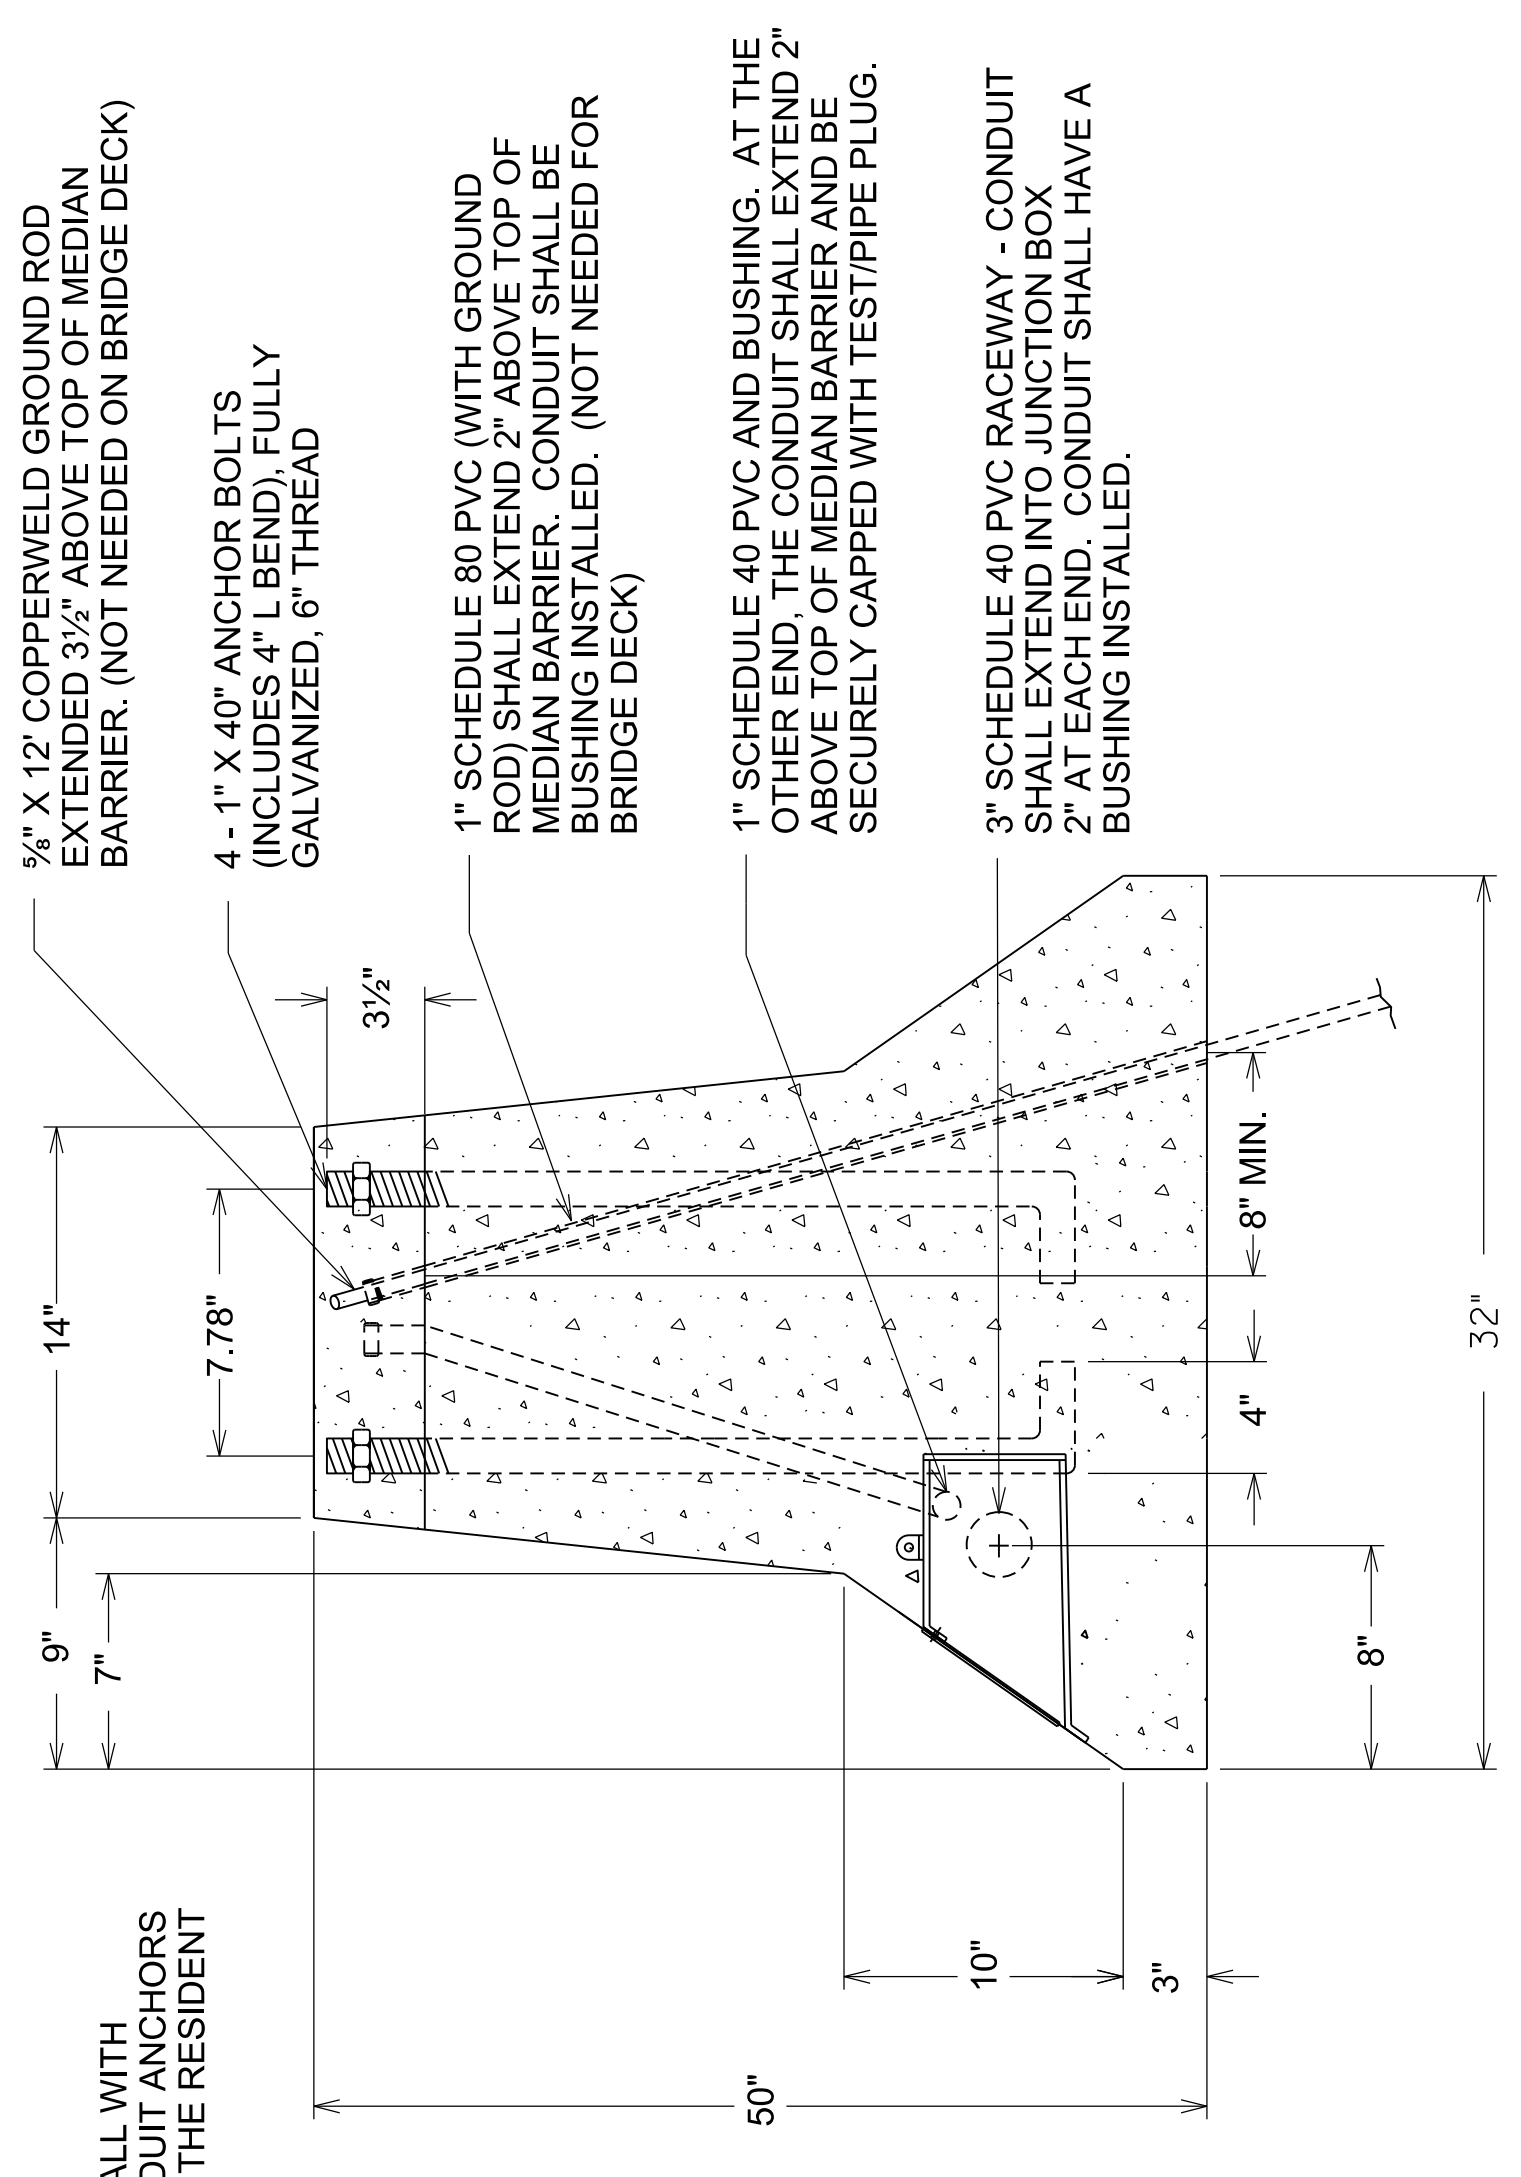 ⅝" X 12' COPPERWELD GROUND ROD
EXTENDED 3½" ABOVE TOP OF MEDIAN
BARRIER. (NOT NEEDED ON BRIDGE DECK)
4 - 1" X 40" ANCHOR BOLTS
(INCLUDES 4" L BEND), FULLY
GALVANIZED, 6" THREAD
1" SCHEDULE 80 PVC (WITH GROUND
ROD) SHALL EXTEND 2" ABOVE TOP OF
MEDIAN BARRIER. CONDUIT SHALL BE
BUSHING INSTALLED. (NOT NEEDED FOR
BRIDGE DECK)
1" SCHEDULE 40 PVC AND BUSHING. AT THE
OTHER END, THE CONDUIT SHALL EXTEND 2"
ABOVE TOP OF MEDIAN BARRIER AND BE
SECURELY CAPPED WITH TEST/PIPE PLUG.
3" SCHEDULE 40 PVC RACEWAY - CONDUIT
SHALL EXTEND INTO JUNCTION BOX
2" AT EACH END. CONDUIT SHALL HAVE A
BUSHING INSTALLED.
3½"
14"
7.78"
9"
7"
8" MIN.
4"
8"
32"
10"
3"
50"
ALL WITH
DUIT ANCHORS
THE RESIDENT